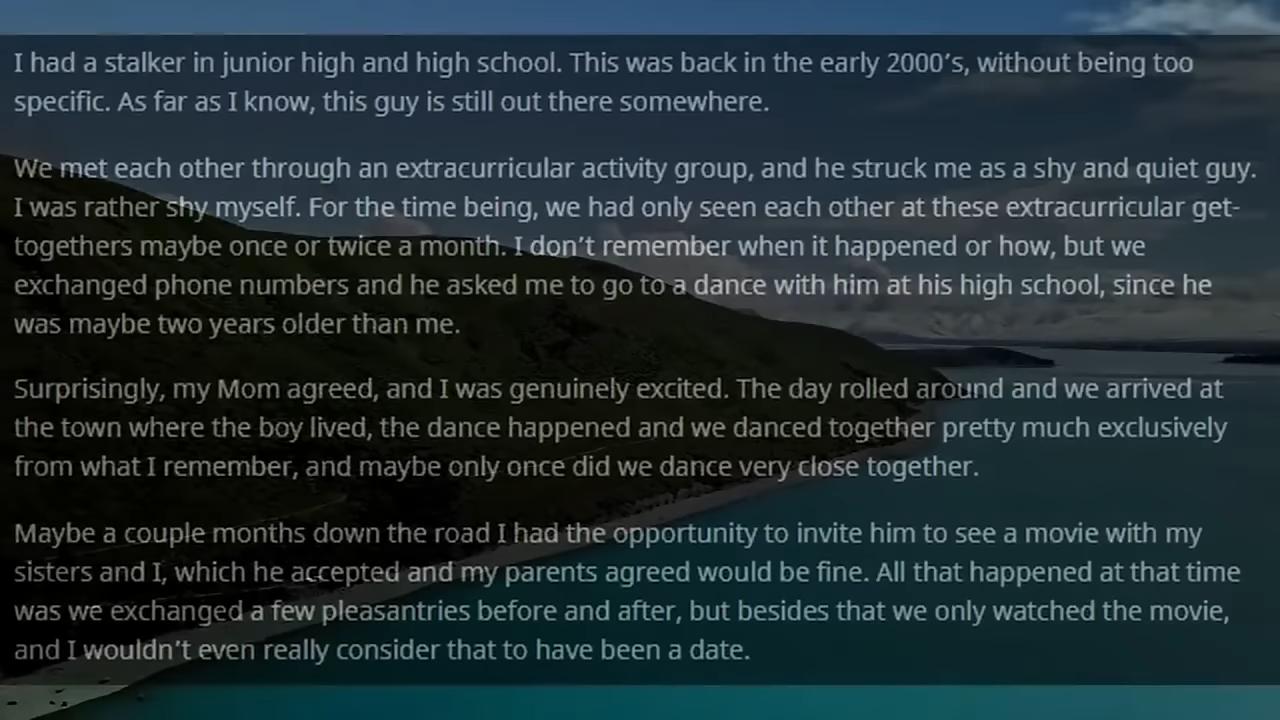 I had a stalker in junior high and high school. This was back in the early 2000’s, without being too
specific. As far as I know, this guy is still out there somewhere.
We met each other through an extracurricular activity group, and he struck me as a shy and quiet guy.
I was rather shy myself. For the time being, we had only seen each other at these extracurricular get-
togethers maybe once or twice a month. I don’t remember when it happened or how, but we
exchanged phone numbers and he asked me to go to a dance with him at his high school, since he
was maybe two years older than me.
Surprisingly, my Mom agreed, and I was genuinely excited. The day rolled around and we arrived at
the town where the boy lived, the dance happened and we danced together pretty much exclusively
from what I remember, and maybe only once did we dance very close together.
Maybe a couple months down the road I had the opportunity to invite him to see a movie with my
sisters and I, which he accepted and my parents agreed would be fine. All that happened at that time
was we exchanged a few pleasantries before and after, but besides that we only watched the movie,
and I wouldn’t even really consider that to have been a date.